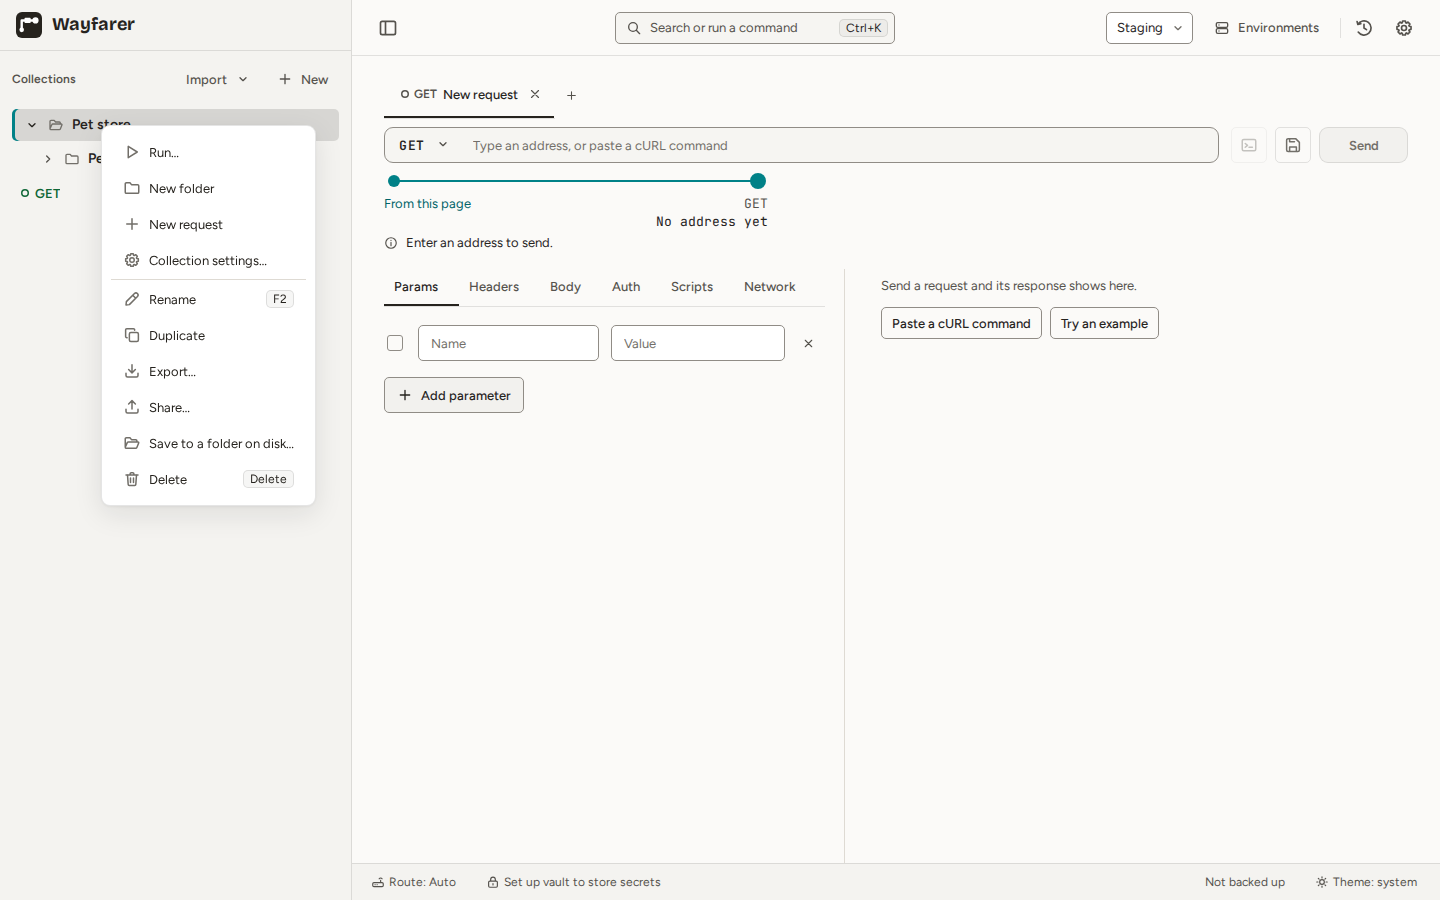 Wayfarer
Search or run a command
Ctrl+K
Staging
Environments
Collections
Import
New
GET New request
Pet store
GET
Type an address, or paste a cURL command
Send
Run...
New folder
New request
Collection settings...
Rename
F2
Duplicate
Export...
Share...
Save to a folder on disk...
Delete
Delete
GET
From this page
GET
No address yet
Enter an address to send.
Params
Headers
Body
Auth
Scripts
Network
Name
Value
Add parameter
Send a request and its response shows here.
Paste a cURL command
Try an example
Route: Auto
Set up vault to store secrets
Not backed up
Theme: system